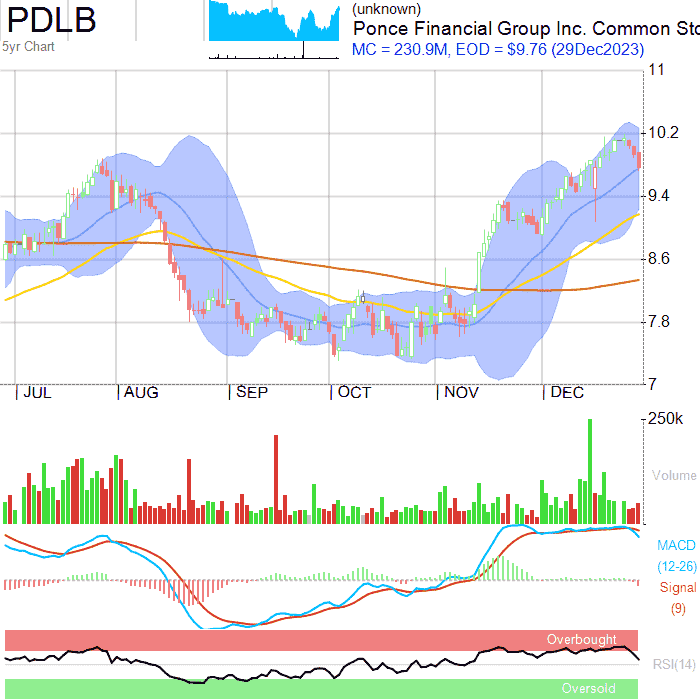 PDLB
5yr Chart
(unknown)
Ponce Financial Group Inc. Common Sto
MC = 230.9M, EOD = $9.76 (29Dec2023)
11
10.2
9.4
8.6
7.8
7
JUL AUG SEP OCT NOV DEC
250k
Volume
MACD
(12-26)
Signal
(9)
Overbought
RSI(14)
Oversold